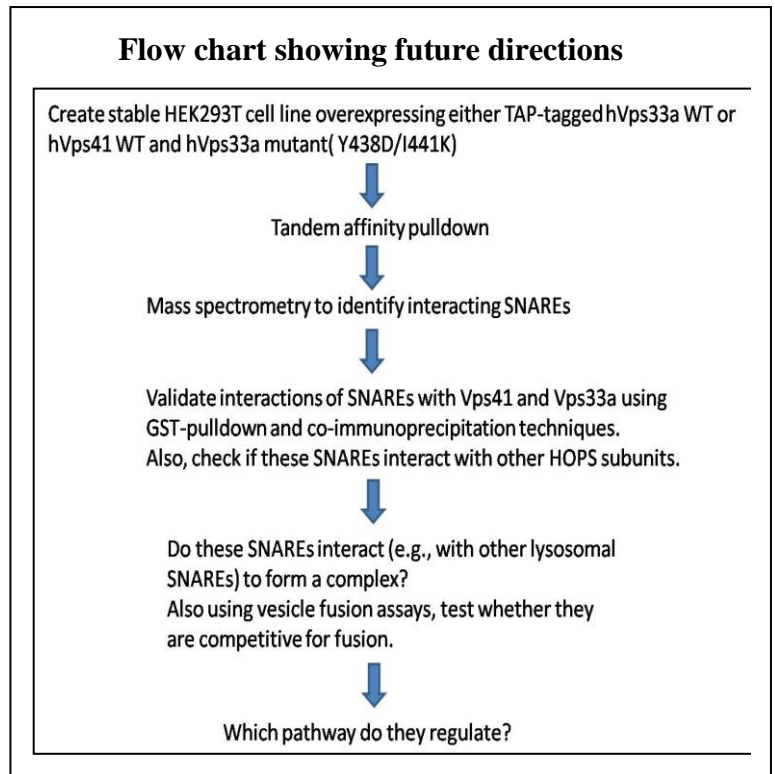 Flow chart showing future directions
Create stable HEK293T cell line overexpressing either TAP-tagged hVps33a WT or
hVps41 WT and hVps33a mutant( Y438D/I441K)
Tandem affinity pulldown
Mass spectrometry to identify interacting SNAREs
Validate interactions of SNAREs with Vps41 and Vps33a using
GST-pulldown and co-immunoprecipitation techniques.
Also, check if these SNAREs interact with other HOPS subunits.
Do these SNAREs interact (e.g., with other lysosomal
SNAREs) to form a complex?
Also using vesicle fusion assays, test whether they
are competitive for fusion.
Which pathway do they regulate?